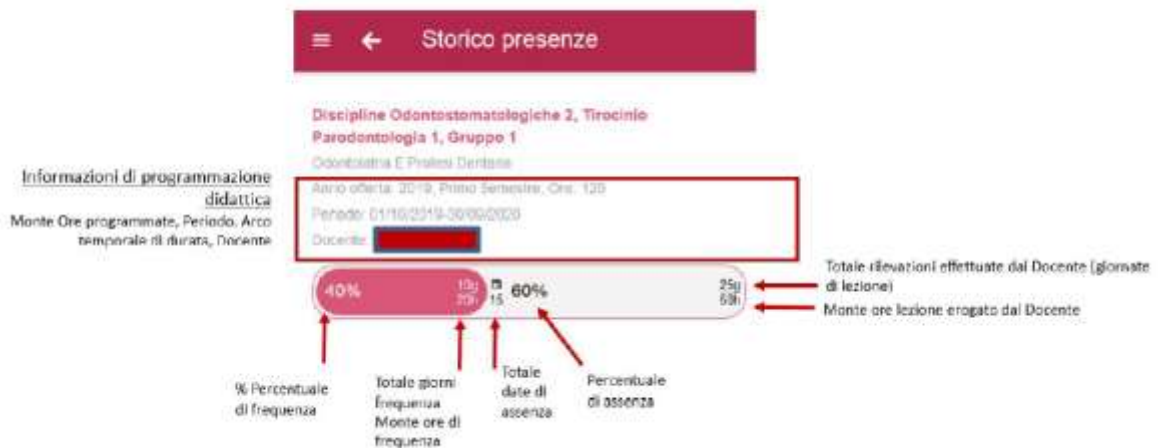 Storico presenze
Discipline Odontostomatologiche 2, Tirocinio
Parodontologia 1, Gruppo 1
Odontoiatria E Protesi Dentaria
Anno offerta: 2019, Primo Semestre, Ore: 120
Periodo: 01/10/2019-30/09/2020
Docente:
Informazioni di programmazione
didattica
Monte Ore programmate, Periodo, Arco
temporale di durata, Docente
40%
10g
20h
15
60%
25g
50h
Totale rilevazioni effettuate dal Docente (giornate
di lezione)
Monte ore lezione erogato dal Docente
% Percentuale
di frequenza
Totale giorni
frequenza
Monte ore di
frequenza
Totale
date di
assenza
Percentuale
di assenza